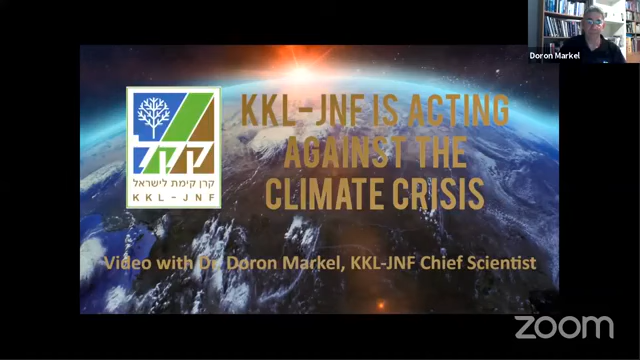 Doron Markel
KKL-JNF IS ACTING
AGAINST THE
CLIMATE CRISIS
קקל
קרן קימת לישראל
KKL-JNF
Video with Dr. Doron Markel, KKL-JNF Chief Scientist
zoom